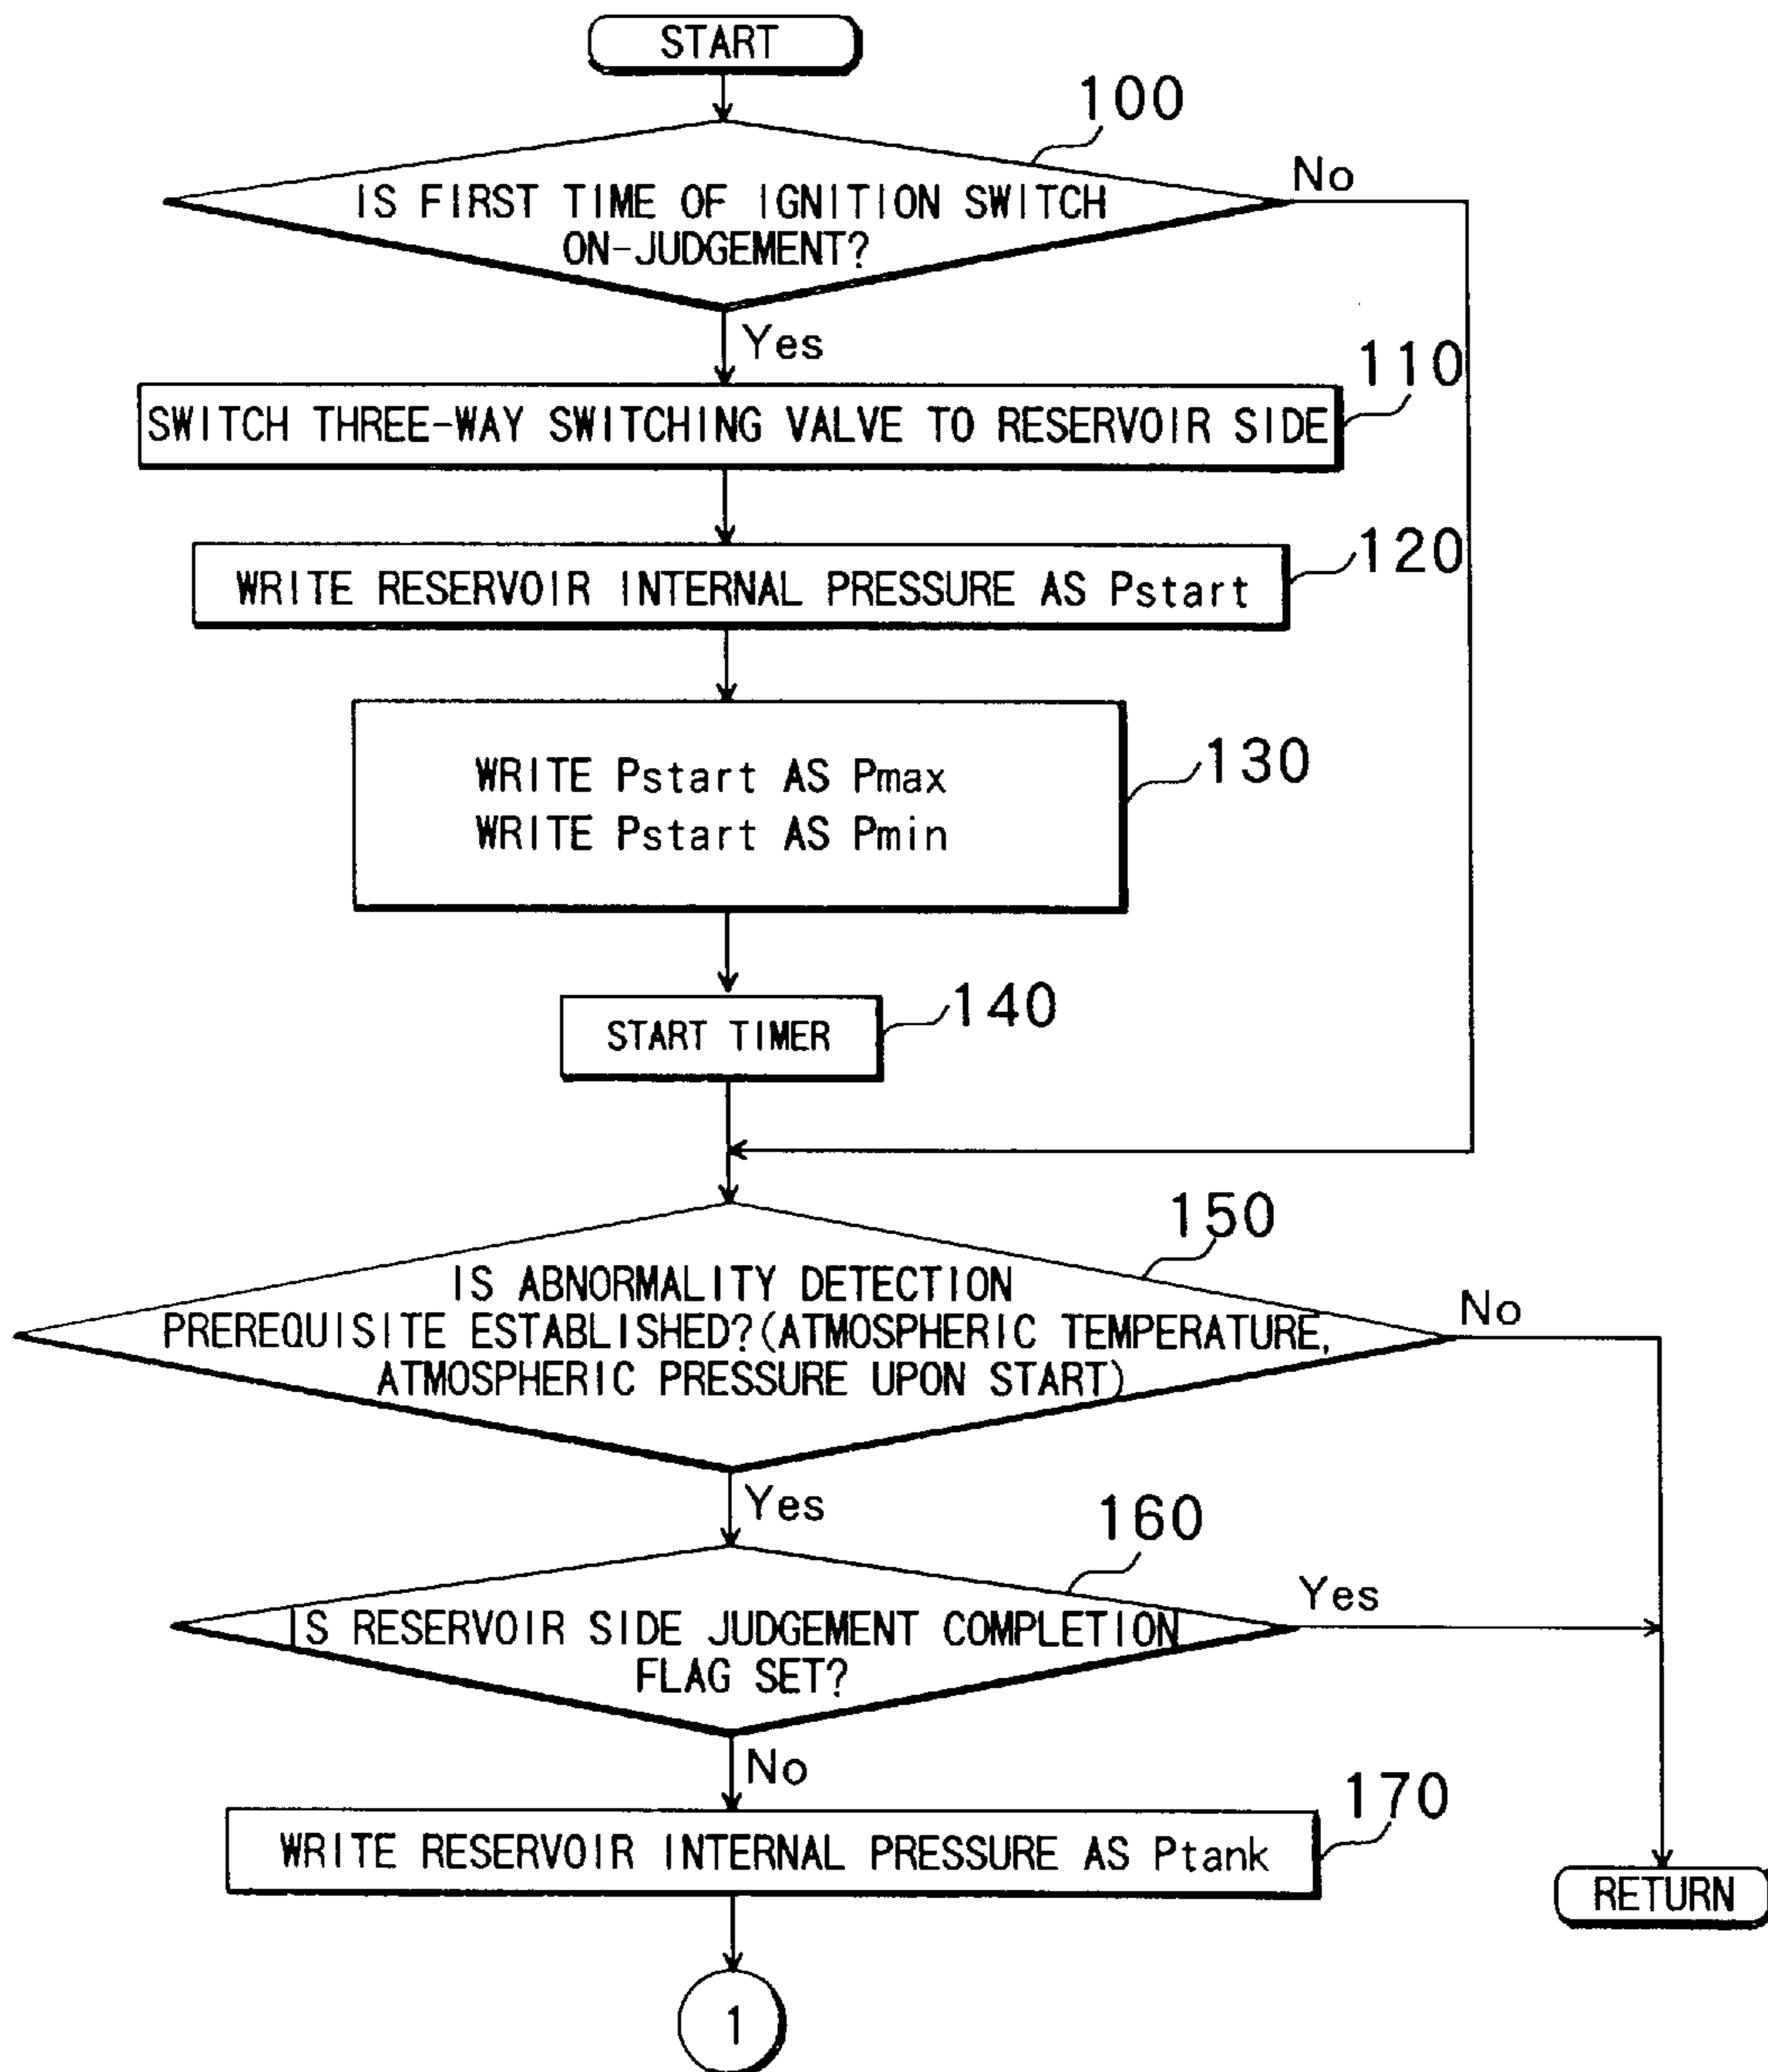 START
100
IS FIRST TIME OF IGNITION SWITCH
ON-JUDGEMENT?
No
Yes
110
SWITCH THREE-WAY SWITCHING VALVE TO RESERVOIR SIDE
120
WRITE RESERVOIR INTERNAL PRESSURE AS Pstart
130
WRITE Pstart AS Pmax
WRITE Pstart AS Pmin
140
START TIMER
150
IS ABNORMALITY DETECTION
PREREQUISITE ESTABLISHED?(ATMOSPHERIC TEMPERATURE,
ATMOSPHERIC PRESSURE UPON START)
No
Yes
160
IS RESERVOIR SIDE JUDGEMENT COMPLETION
FLAG SET?
Yes
No
170
WRITE RESERVOIR INTERNAL PRESSURE AS Ptank
RETURN
1